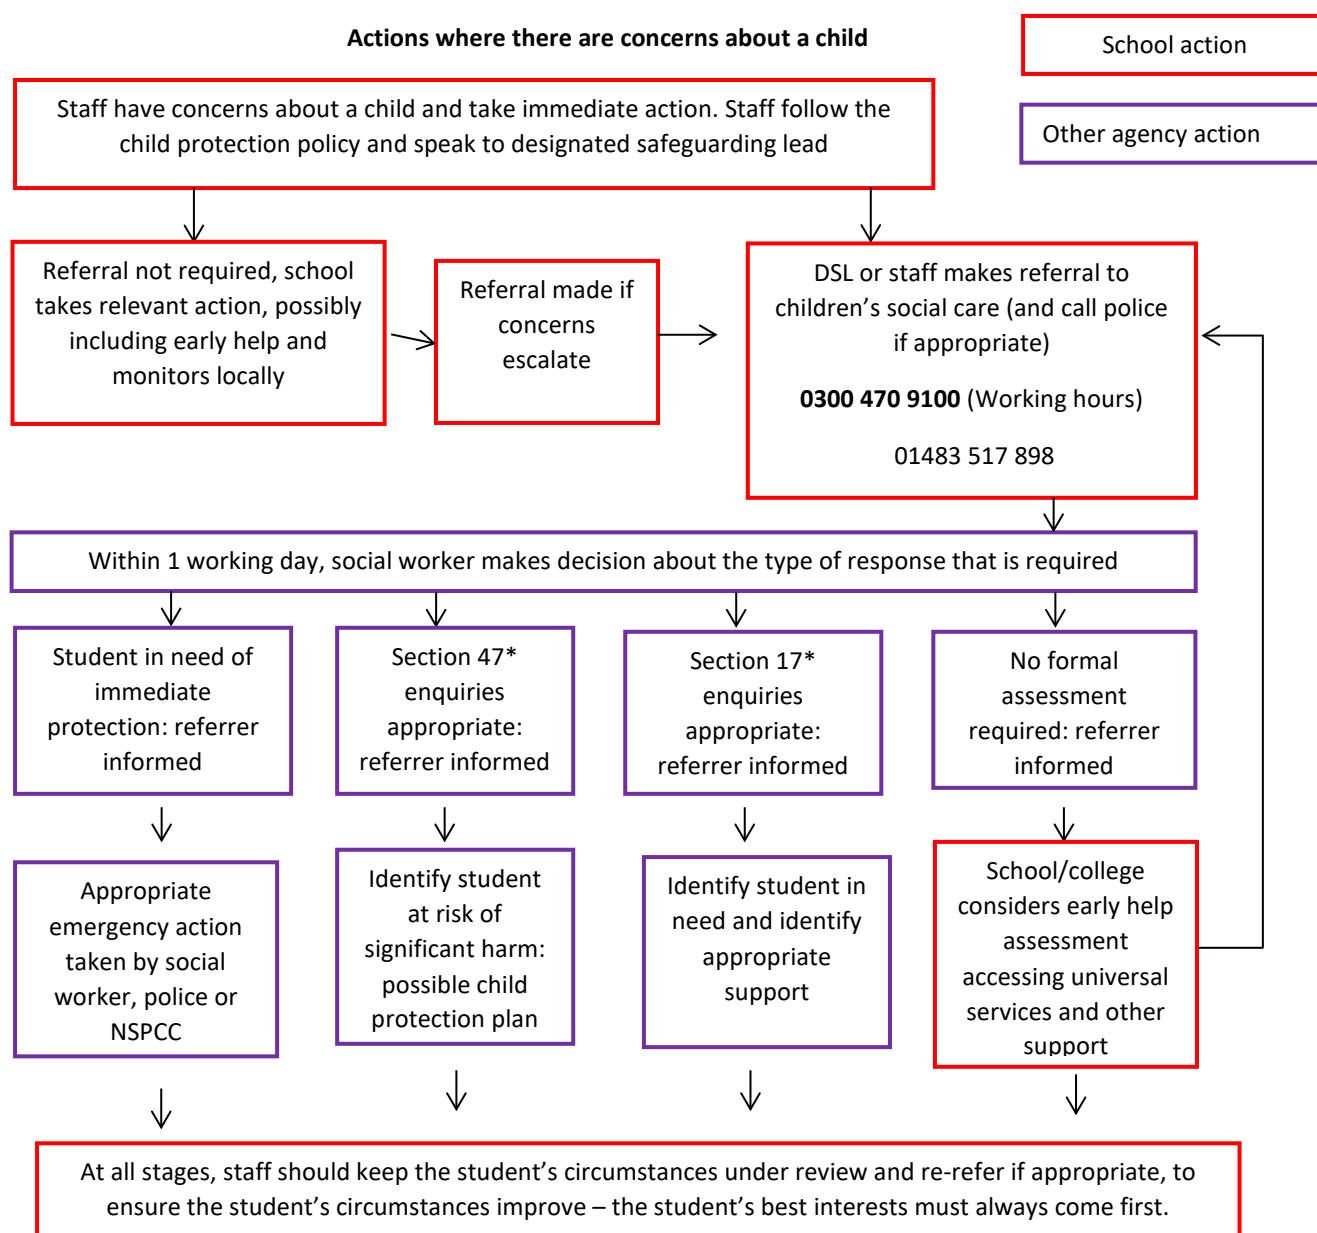 Actions where there are concerns about a child
School action
Other agency action
Staff have concerns about a child and take immediate action. Staff follow the
child protection policy and speak to designated safeguarding lead
Referral not required, school
takes relevant action, possibly
including early help and
monitors locally
Referral made if
concerns
escalate
DSL or staff makes referral to
children’s social care (and call police
if appropriate)
0300 470 9100 (Working hours)
01483 517 898
Within 1 working day, social worker makes decision about the type of response that is required
Student in need of
immediate
protection: referrer
informed
Section 47*
enquiries
appropriate:
referrer informed
Section 17*
enquiries
appropriate:
referrer informed
No formal
assessment
required: referrer
informed
Appropriate
emergency action
taken by social
worker, police or
NSPCC
Identify student
at risk of
significant harm:
possible child
protection plan
Identify student in
need and identify
appropriate
support
School/college
considers early help
assessment
accessing universal
services and other
support
At all stages, staff should keep the student’s circumstances under review and re-refer if appropriate, to
ensure the student’s circumstances improve – the student’s best interests must always come first.